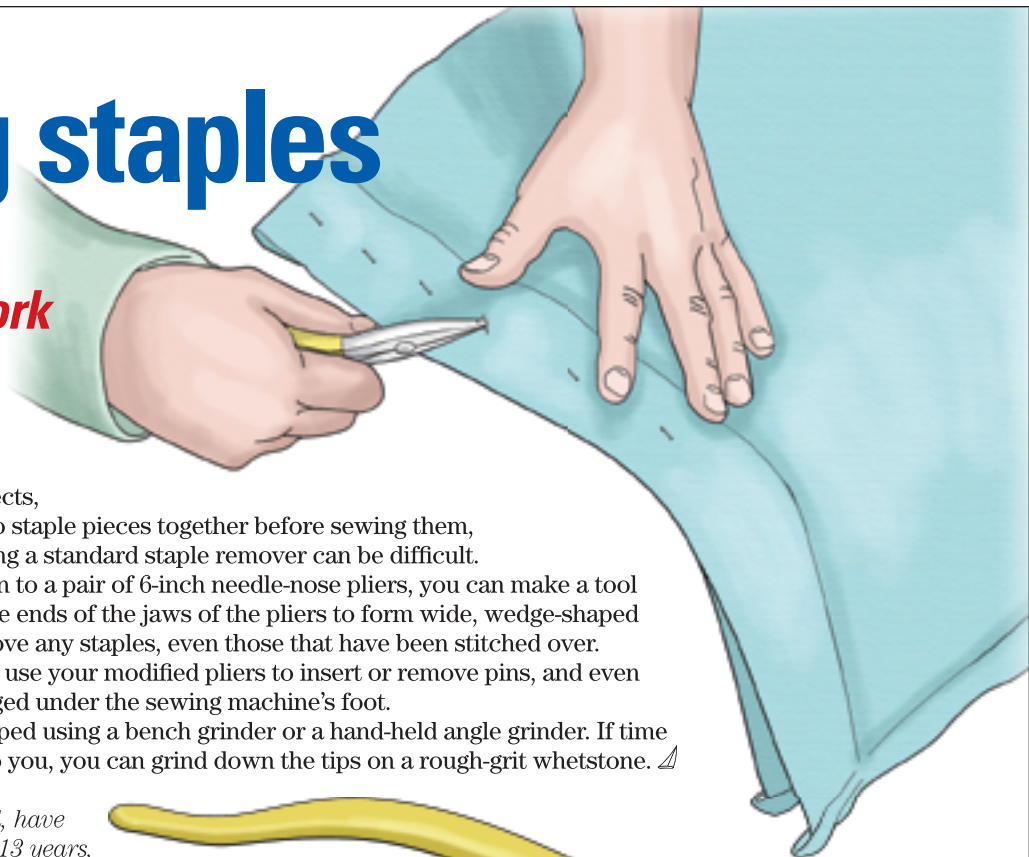 staples
ects,
o staple pieces together before sewing them,
ng a standard staple remover can be difficult.
n to a pair of 6-inch needle-nose pliers, you can make a tool
e ends of the jaws of the pliers to form wide, wedge-shaped
ove any staples, even those that have been stitched over.
use your modified pliers to insert or remove pins, and even
ged under the sewing machine's foot.
ped using a bench grinder or a hand-held angle grinder. If time
o you, you can grind down the tips on a rough-grit whetstone.
, have
13 years,